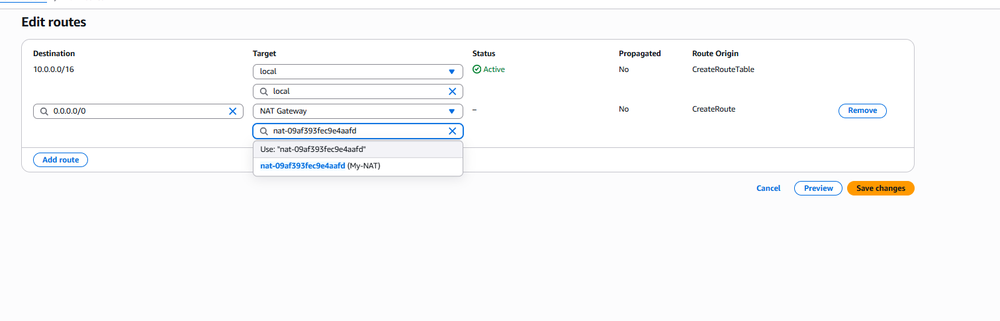 Edit routes
Destination Target Status Propagated Route Origin
10.0.0.0/16 local Active No CreateRouteTable
local
0.0.0.0/0 NAT Gateway – No CreateRoute Remove
nat-09af393fec9e4aafd
Use: "nat-09af393fec9e4aafd"
Add route nat-09af393fec9e4aafd (My-NAT)
Cancel Preview Save changes